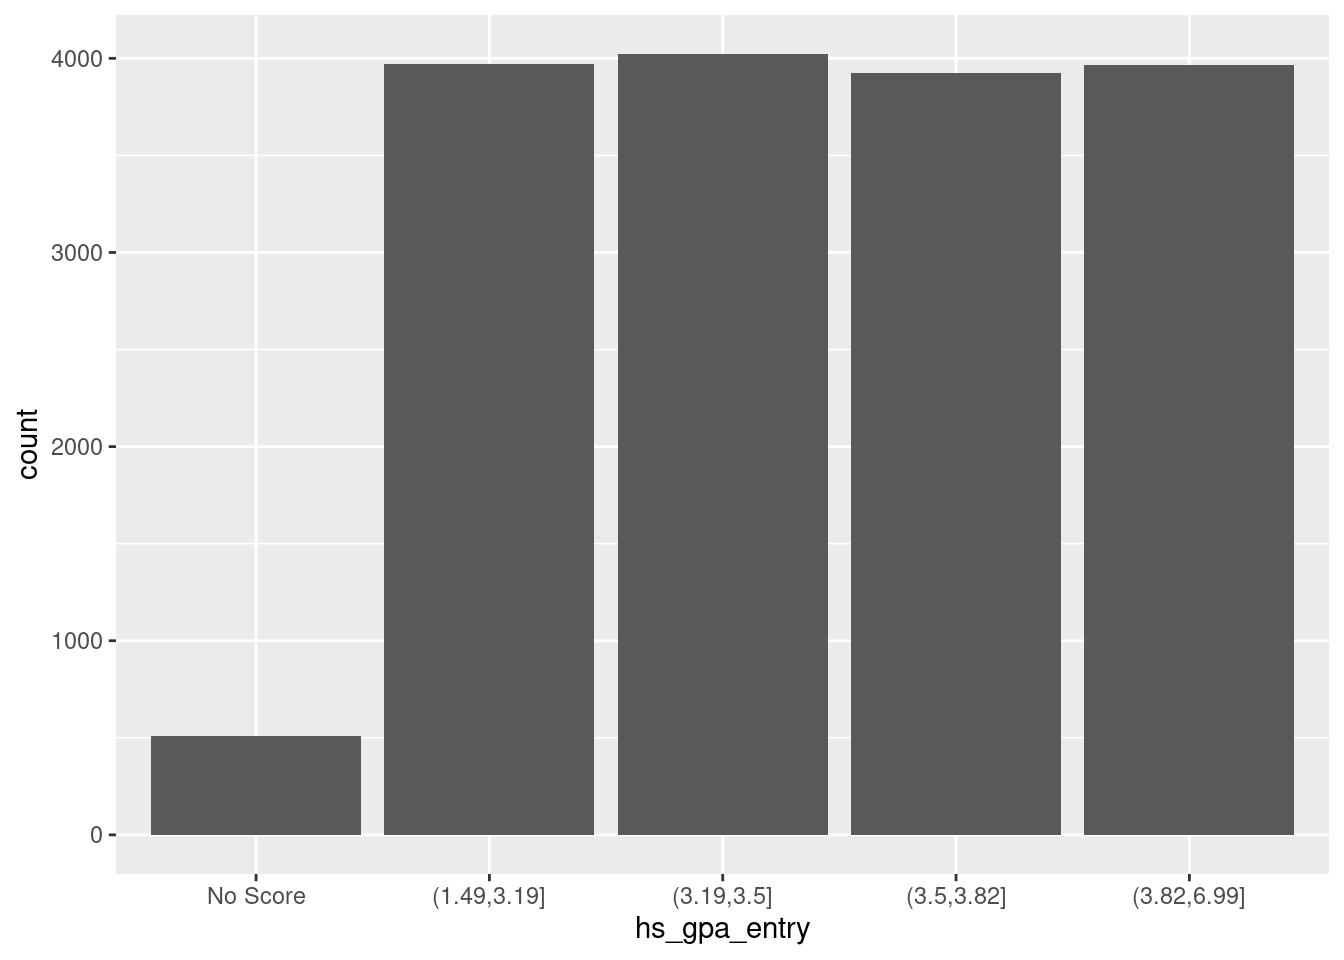 4000
3000
2000
1000
0
count
No Score (1.49,3.19] (3.19,3.5] (3.5,3.82] (3.82,6.99]
hs_gpa_entry